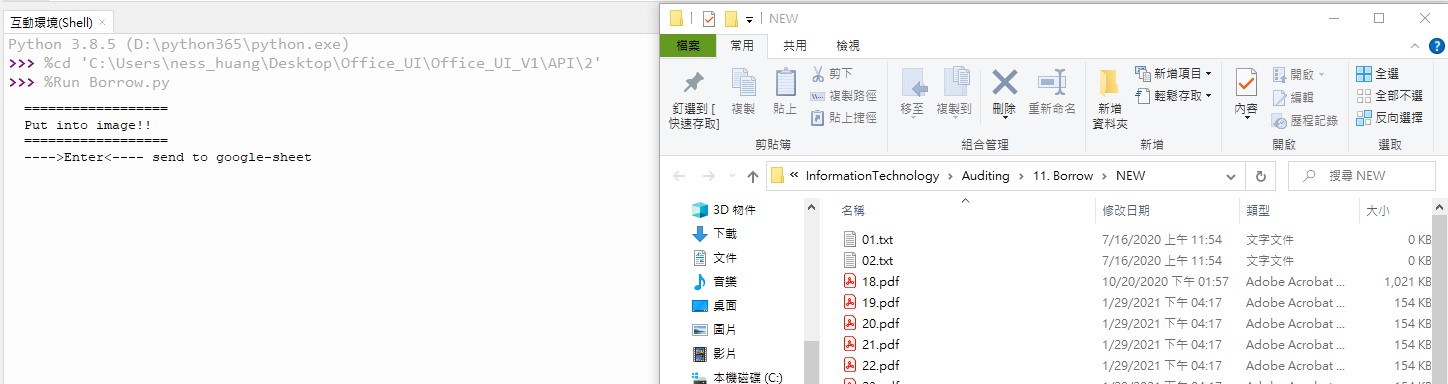 互動環境(Shell) ×
Python 3.8.5 (D:\python365\python.exe)
>>> %cd 'C:\Users\ness_huang\Desktop\Office_UI\Office_UI_V1\API\2'
>>> %Run Borrow.py
==================
Put into image!!
==================
---->Enter<---- send to google-sheet
NEW
檔案 常用 共用 檢視
釘選到 [快速存取]
複製
貼上
剪下
複製路徑
貼上捷徑
剪貼簿
移至
複製到
刪除
重新命名
組合管理
新增資料夾
新增項目
輕鬆存取
新增
內容
開啟
編輯
歷程記錄
開啟
全選
全部不選
反向選擇
選取
« InformationTechnology > Auditing > 11. Borrow > NEW
搜尋 NEW
3D 物件
下載
文件
音樂
桌面
圖片
影片
本機磁碟 (C:)
名稱 修改日期 類型 大小
01.txt 7/16/2020 上午 11:54 文字文件 0 KB
02.txt 7/16/2020 上午 11:54 文字文件 0 KB
18.pdf 10/20/2020 下午 01:57 Adobe Acrobat ... 1,021 KB
19.pdf 1/29/2021 下午 04:17 Adobe Acrobat ... 154 KB
20.pdf 1/29/2021 下午 04:17 Adobe Acrobat ... 154 KB
21.pdf 1/29/2021 下午 04:17 Adobe Acrobat ... 154 KB
22.pdf 1/29/2021 下午 04:17 Adobe Acrobat ... 154 KB